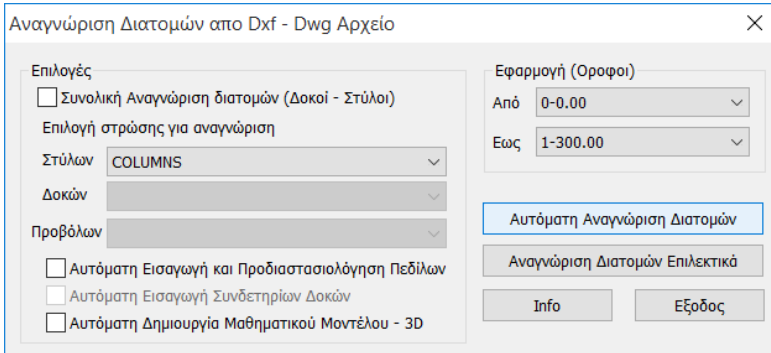 Αναγνώριση Διατομών απο Dxf - Dwg Αρχείο
Επιλογές
Συνολική Αναγνώριση διατομών (Δοκοί - Στύλοι)
Επιλογή στρώσης για αναγνώριση
Στύλων COLUMNS
Δοκών
Προβόλων
Αυτόματη Εισαγωγή και Προδιαστασιολόγηση Πεδίλων
Αυτόματη Εισαγωγή Συνδετηρίων Δοκών
Αυτόματη Δημιουργία Μαθηματικού Μοντέλου - 3D
Εφαρμογή (Οροφοι)
Από 0-0.00
Εως 1-300.00
Αυτόματη Αναγνώριση Διατομών
Αναγνώριση Διατομών Επιλεκτικά
Info Εξοδος